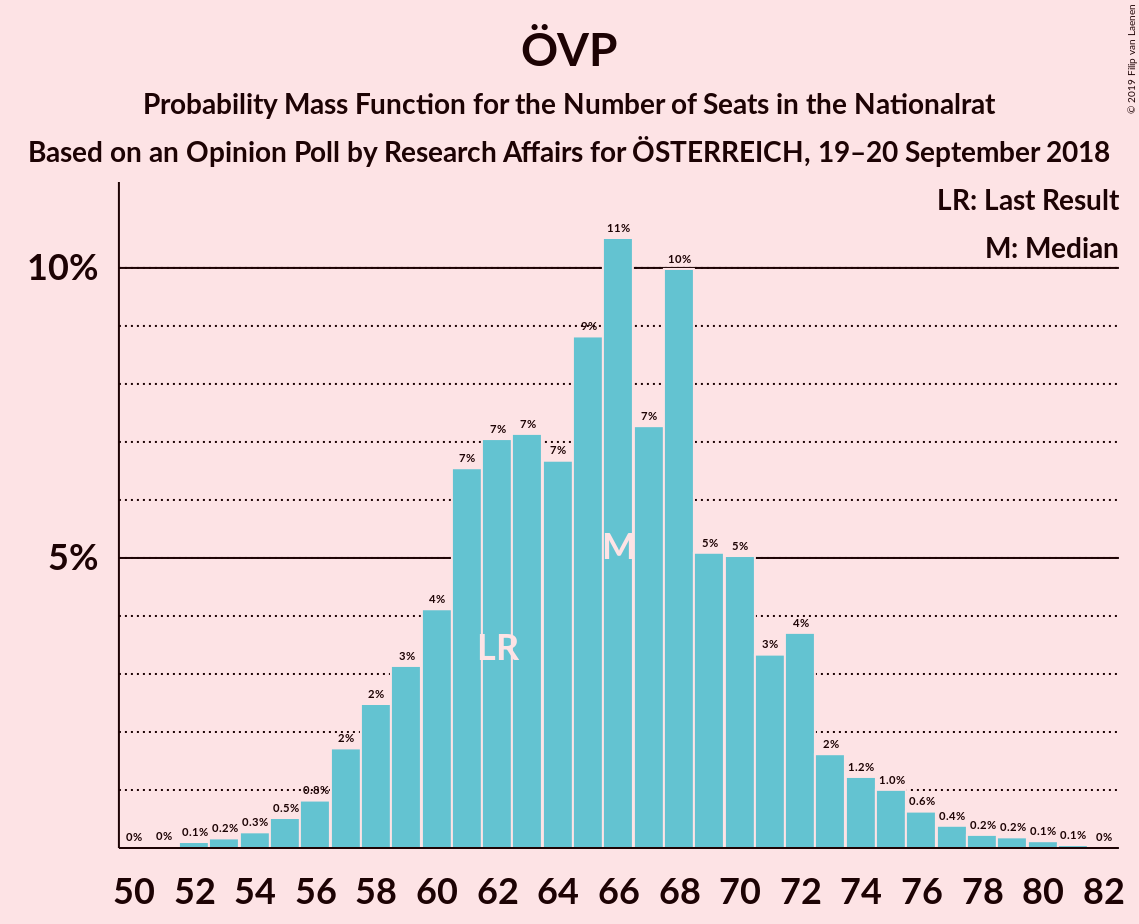 ÖVP
Probability Mass Function for the Number of Seats in the Nationalrat
Based on an Opinion Poll by Research Affairs for ÖSTERREICH, 19–20 September 2018
© 2019 Filip van Laenen
LR: Last Result
M: Median
10%
5%
0% 0% 0.1% 0.2% 0.3% 0.5% 0.8% 2% 2% 3% 4% 7% 7% 7% 7% 9% 11% 7% 10% 5% 5% 3% 4% 2% 1.2% 1.0% 0.6% 0.4% 0.2% 0.2% 0.1% 0.1% 0%
M
LR
50 52 54 56 58 60 62 64 66 68 70 72 74 76 78 80 82